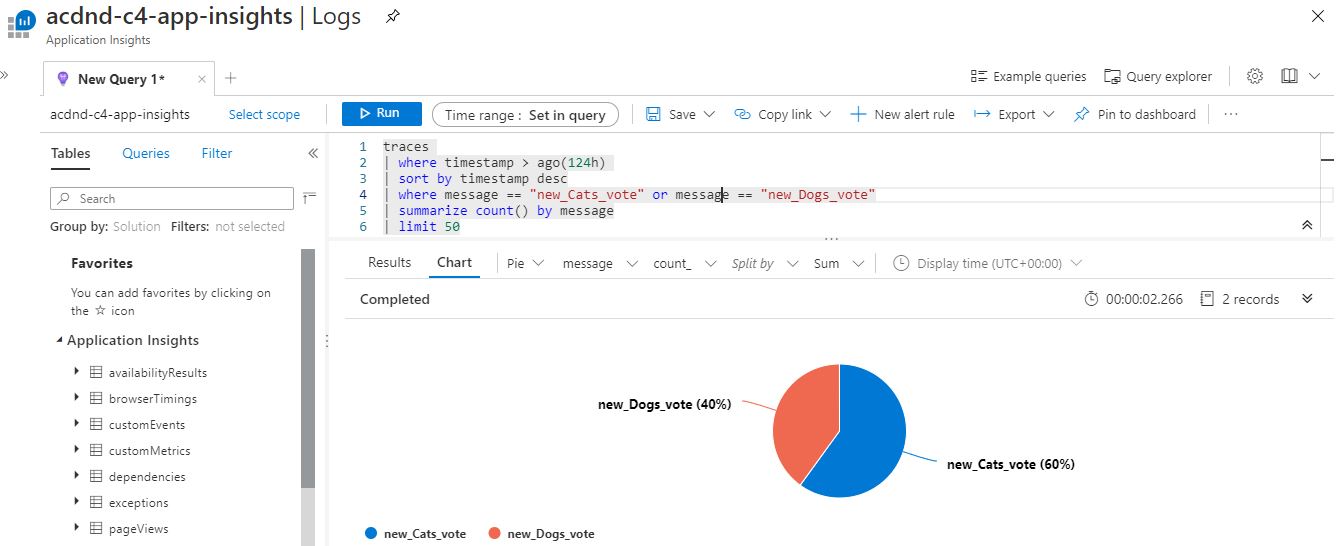 acdnd-c4-app-insights | Logs
Application Insights
New Query 1*
Example queries
Query explorer
acdnd-c4-app-insights
Select scope
Run
Time range : Set in query
Save
Copy link
New alert rule
Export
Pin to dashboard
Tables
Queries
Filter
Search
Group by: Solution Filters: not selected
Favorites
You can add favorites by clicking on
the ☆ icon
Application Insights
availabilityResults
browserTimings
customEvents
customMetrics
dependencies
exceptions
pageViews
1 traces
2 | where timestamp > ago(124h)
3 | sort by timestamp desc
4 | where message == "new_Cats_vote" or message == "new_Dogs_vote"
5 | summarize count() by message
6 | limit 50
Results
Chart
Pie
message
count_
Split by
Sum
Display time (UTC+00:00)
Completed
00:00:02.266
2 records
new_Dogs_vote (40%)
new_Cats_vote (60%)
new_Cats_vote
new_Dogs_vote